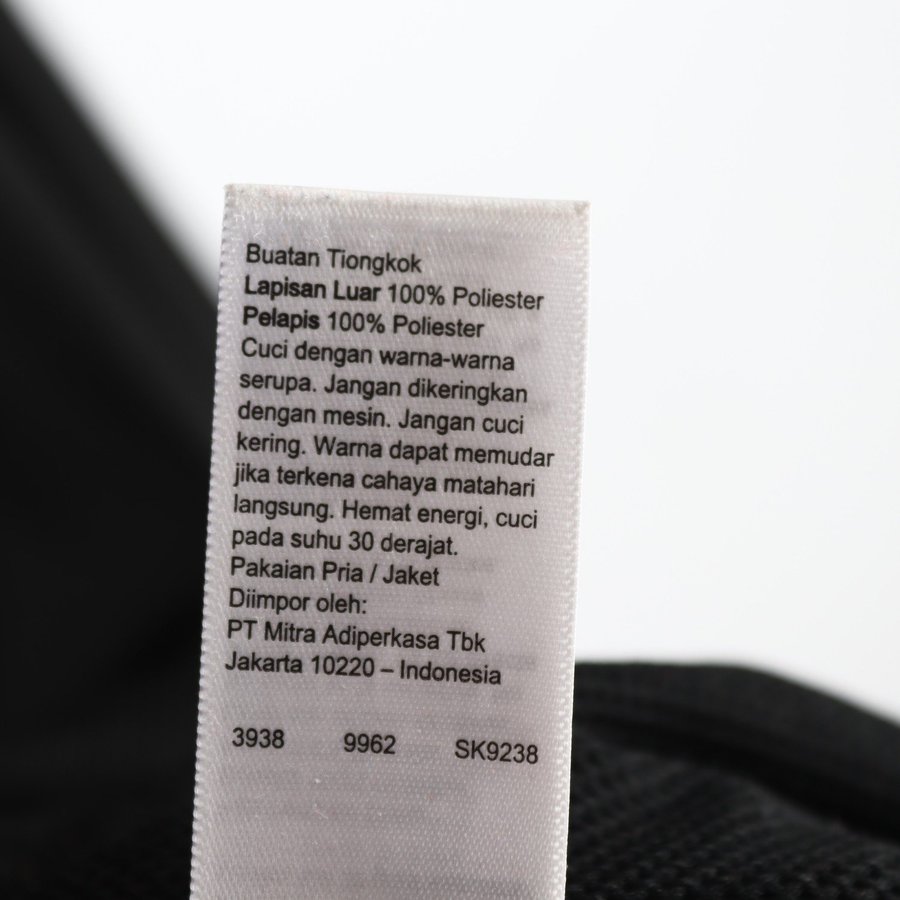 Buatan Tiongkok
Lapisan Luar 100% Poliester
Pelapis 100% Poliester
Cuci dengan warna-warna
serupa. Jangan dikeringkan
dengan mesin. Jangan cuci
kering. Warna dapat memudar
jika terkena cahaya matahari
langsung. Hemat energi, cuci
pada suhu 30 derajat.
Pakaian Pria / Jaket
Diimpor oleh:
PT Mitra Adiperkasa Tbk
Jakarta 10220 – Indonesia
3938 9962 SK9238